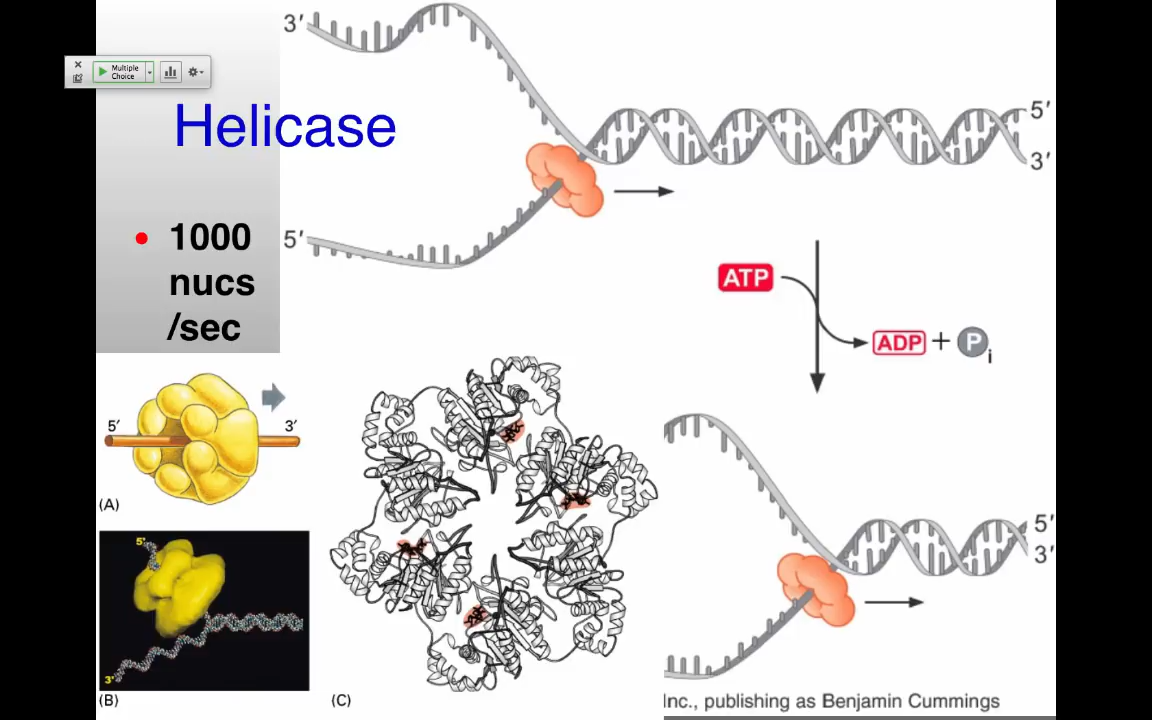 3′
Multiple
Choice
Helicase
5′
3′
• 1000
nucs
/sec
5′
ATP
ADP + Pi
5′
3′
(A)
5′
3′
(B)
(C)
5′
3′
Inc., publishing as Benjamin Cummings